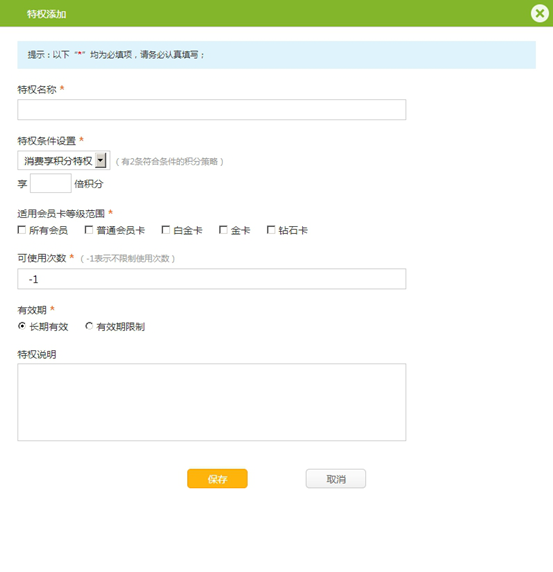 特权添加
提示：以下 "*" 均为必填项，请务必认真填写；
特权名称 *
特权条件设置 *
消费享积分特权 （有2条符合条件的积分策略）
享 倍积分
适用会员卡等级范围 *
所有会员 普通会员卡 白金卡 金卡 钻石卡
可使用次数 * （-1表示不限制使用次数）
-1
有效期 *
长期有效 有效期限制
特权说明
保存 取消